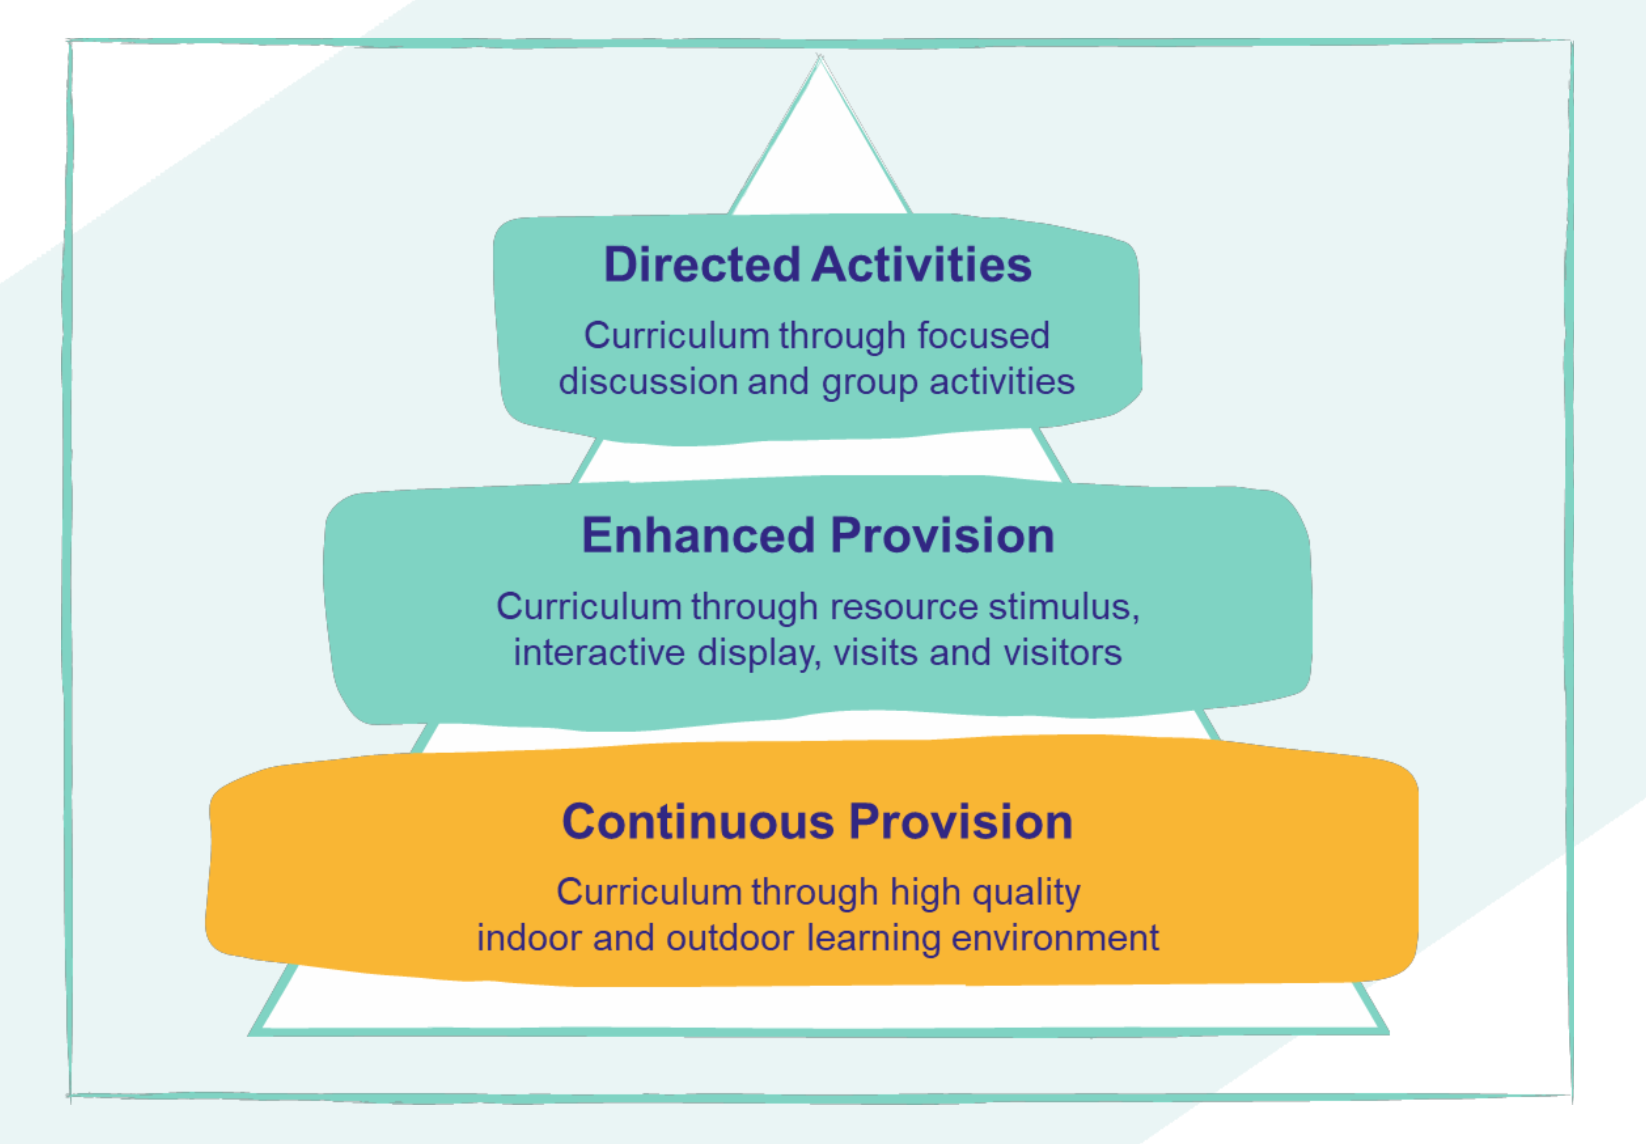 Directed Activities
Curriculum through focused
discussion and group activities
Enhanced Provision
Curriculum through resource stimulus,
interactive display, visits and visitors
Continuous Provision
Curriculum through high quality
indoor and outdoor learning environment